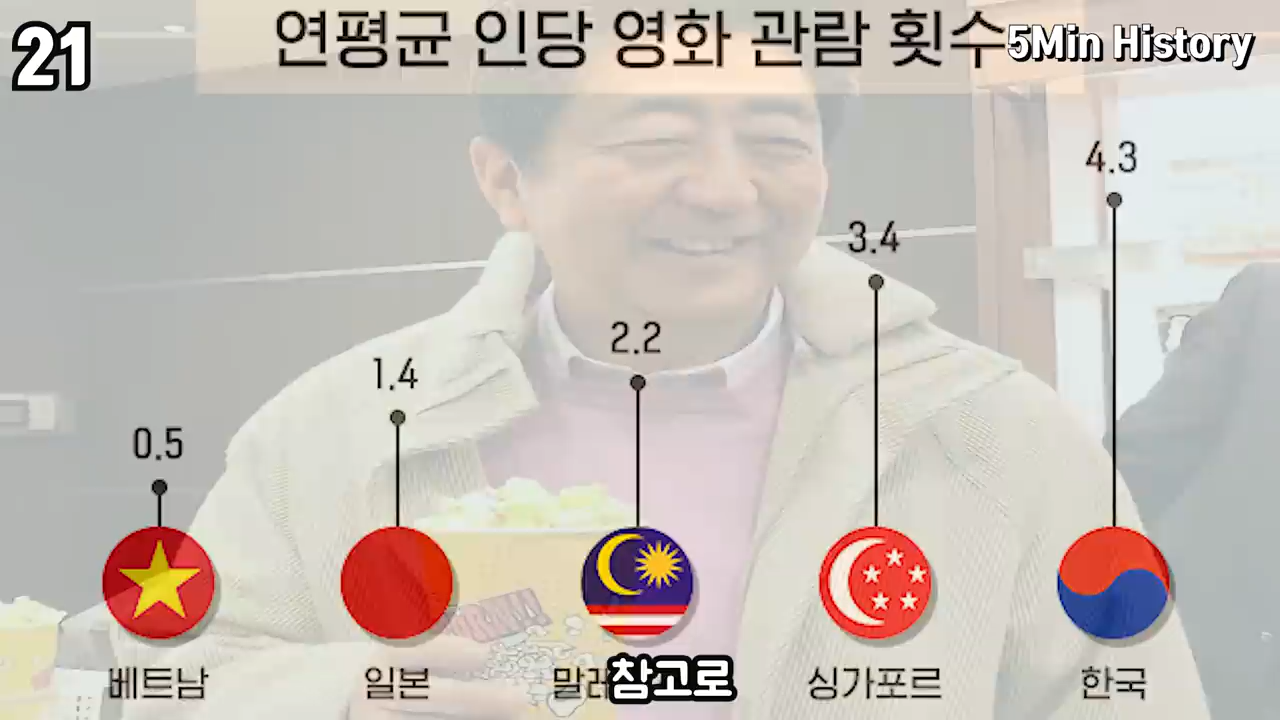 21
연평균 인당 영화 관람 횟수
5Min History
4.3
3.4
2.2
1.4
0.5
베트남
일본
말레
참고로
싱가포르
한국